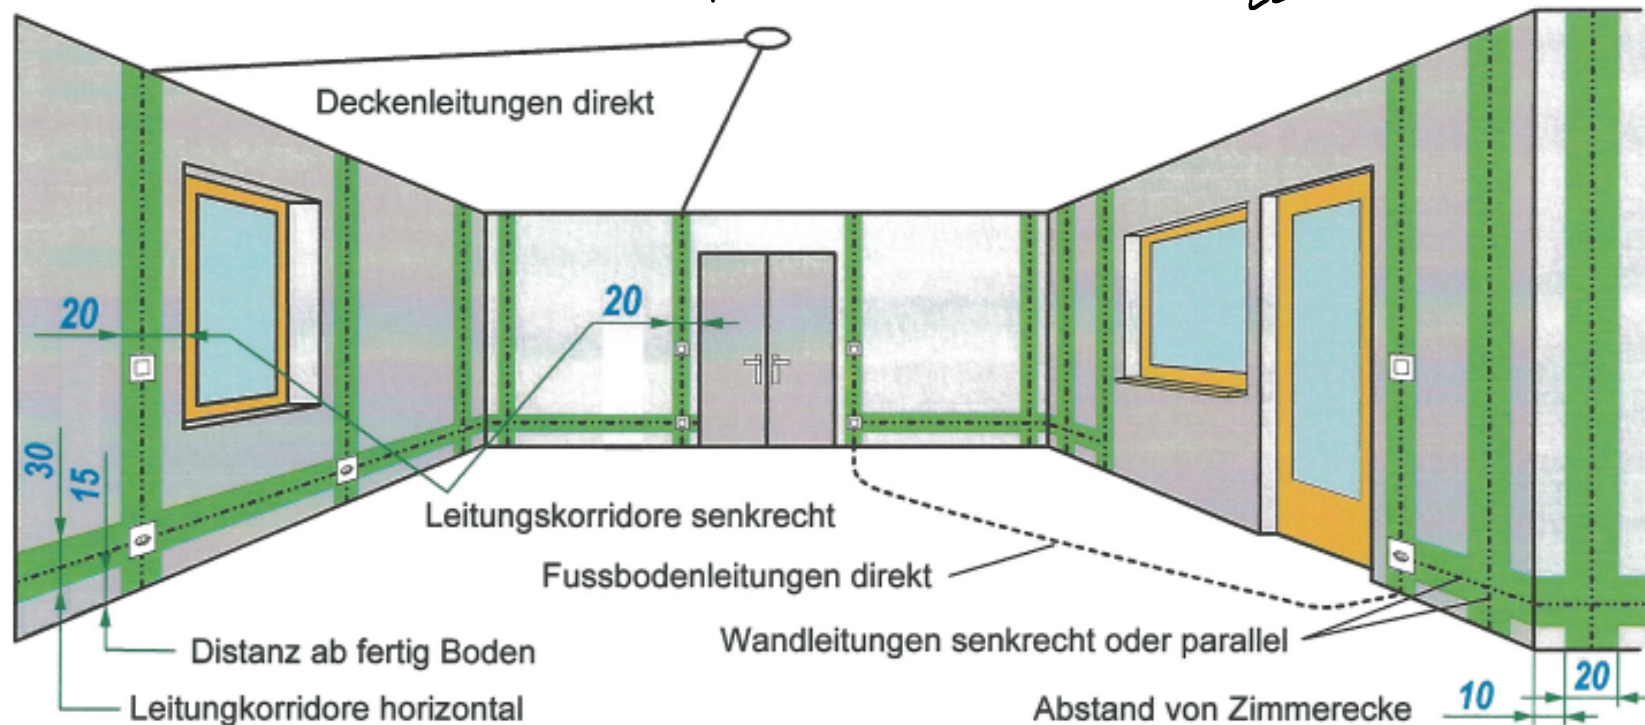 Deckenleitungen direkt
20
20
30
15
Leitungskorridore senkrecht
Fussbodenleitungen direkt
Wandleitungen senkrecht oder parallel
Distanz ab fertig Boden
20
10
Leitungkorridore horizontal
Abstand von Zimmerecke